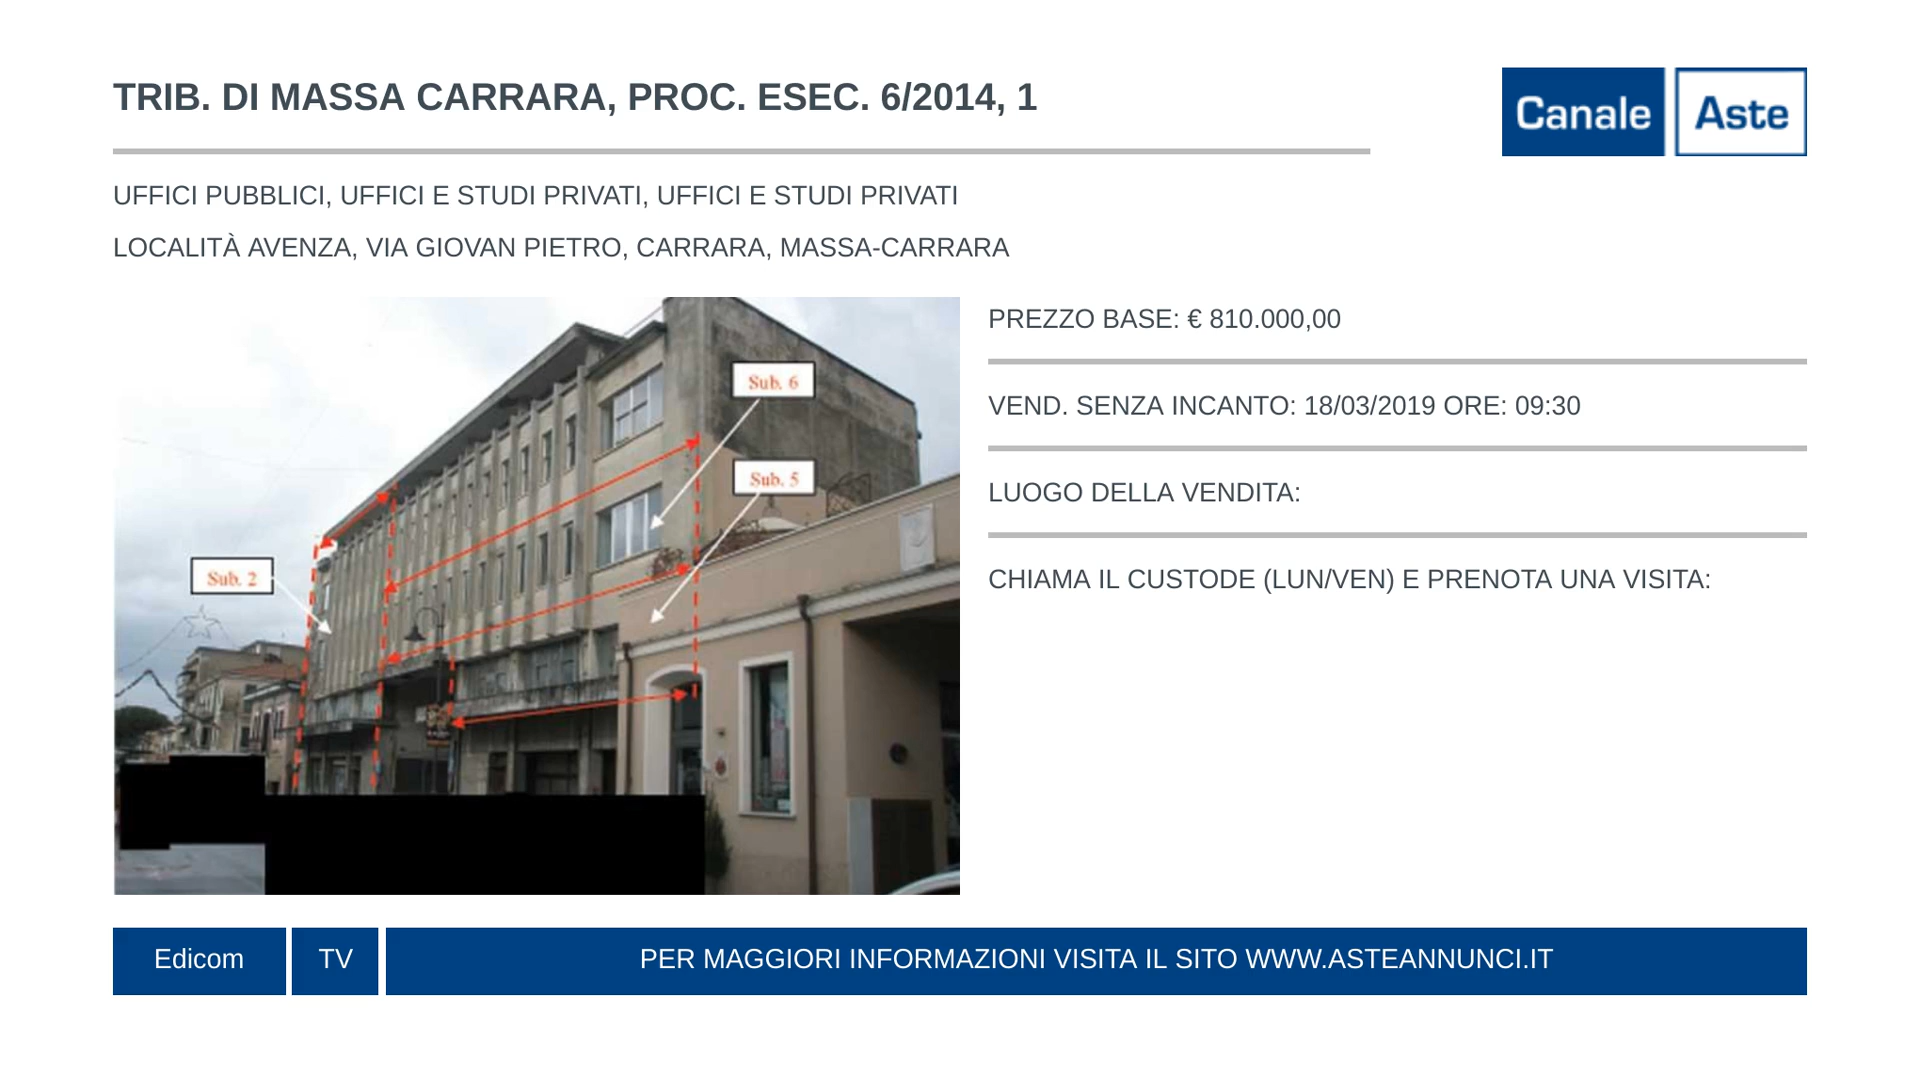 TRIB. DI MASSA CARRARA, PROC. ESEC. 6/2014, 1
Canale Aste
UFFICI PUBBLICI, UFFICI E STUDI PRIVATI, UFFICI E STUDI PRIVATI
LOCALITÀ AVENZA, VIA GIOVAN PIETRO, CARRARA, MASSA-CARRARA
Sub. 6
Sub. 5
Sub. 2
PREZZO BASE: € 810.000,00
VEND. SENZA INCANTO: 18/03/2019 ORE: 09:30
LUOGO DELLA VENDITA:
CHIAMA IL CUSTODE (LUN/VEN) E PRENOTA UNA VISITA:
Edicom TV PER MAGGIORI INFORMAZIONI VISITA IL SITO WWW.ASTEANNUNCI.IT